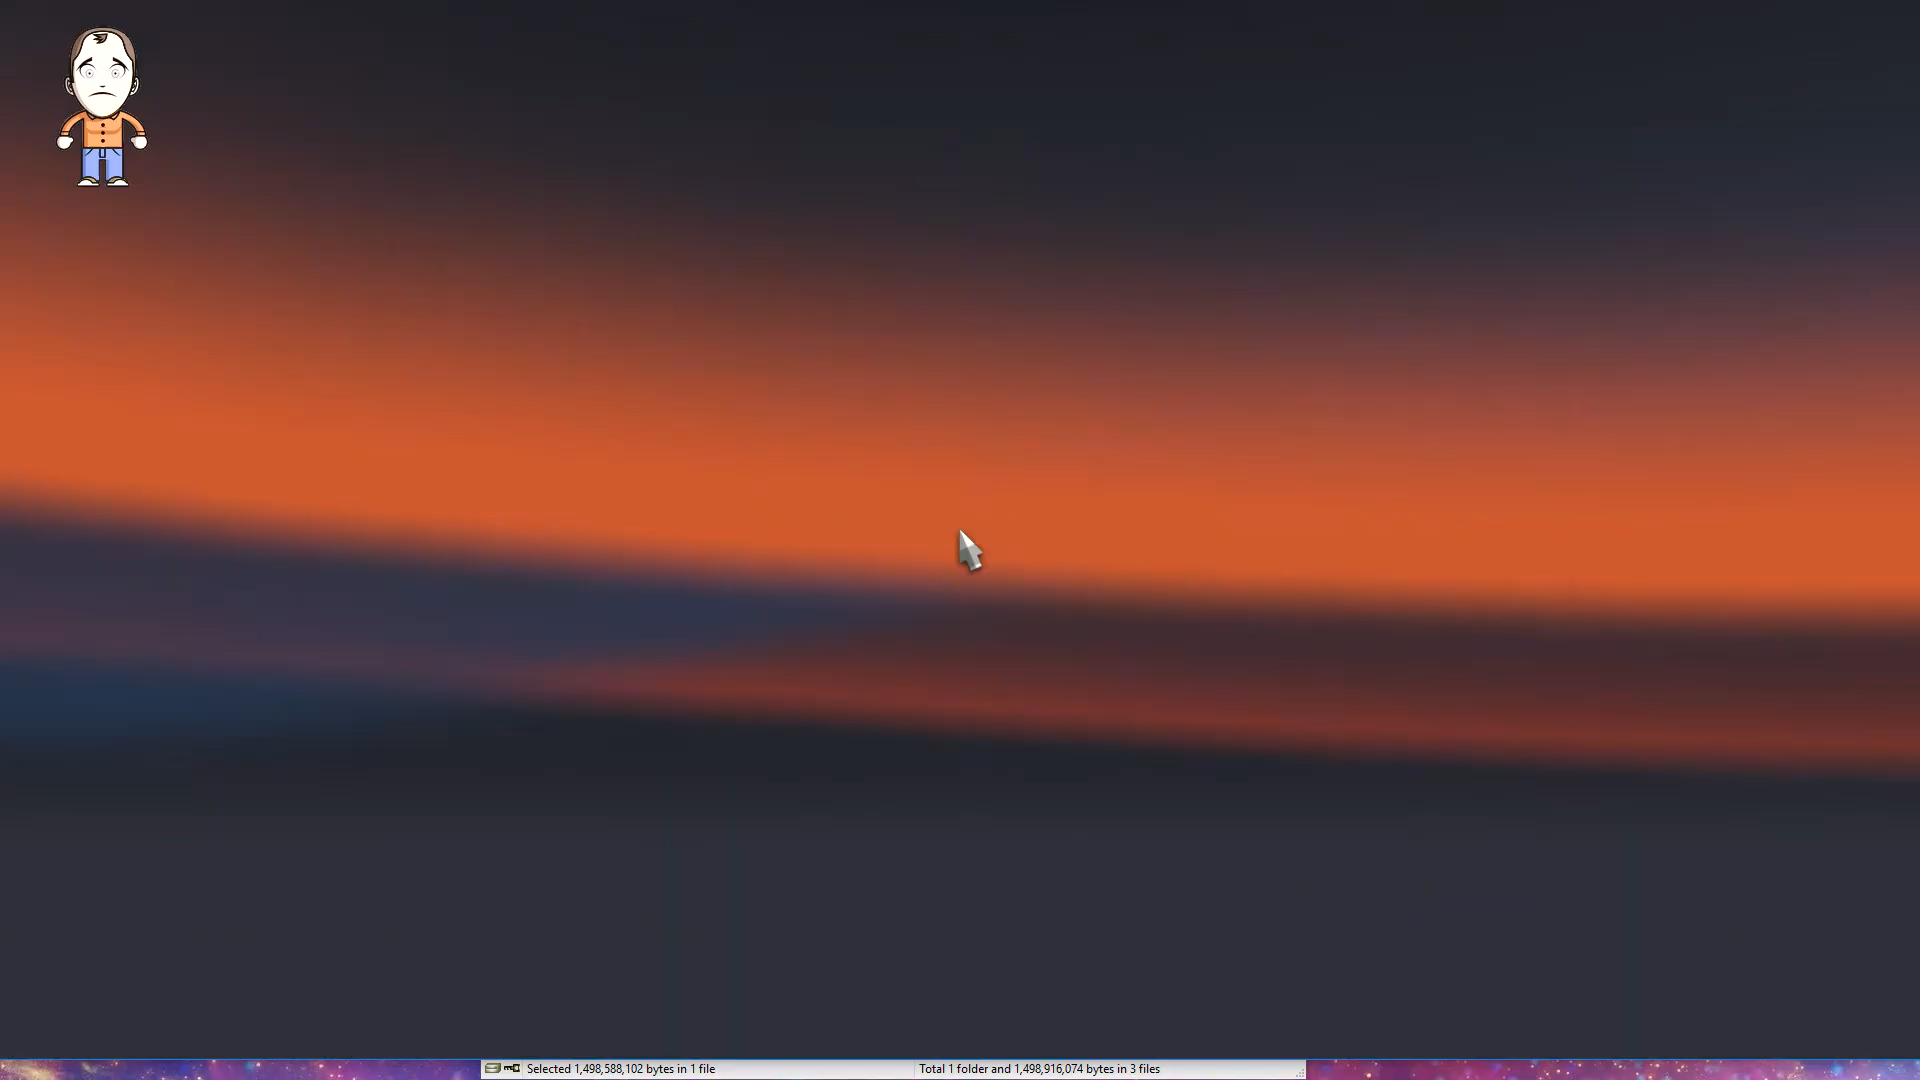 Selected 1,498,588,102 bytes in 1 file
Total 1 folder and 1,498,916,074 bytes in 3 files